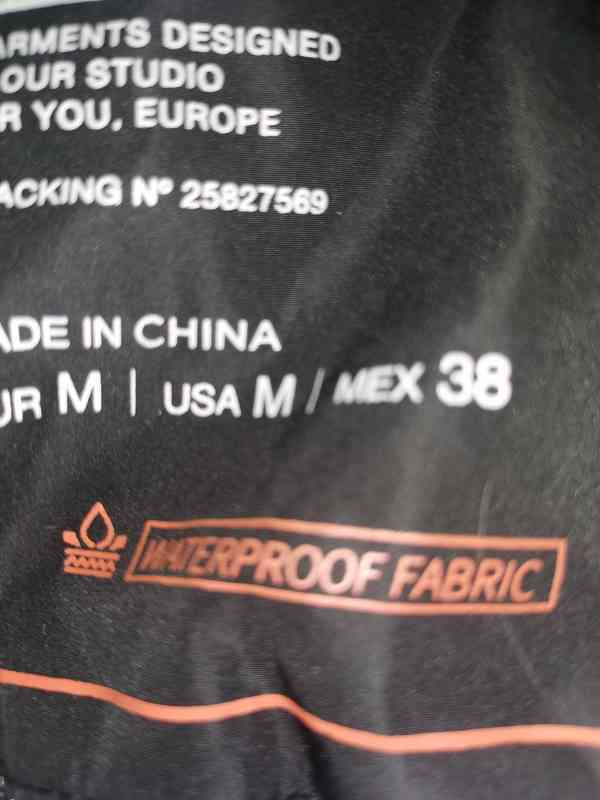 ARMENTS DESIGNED
OUR STUDIO
R YOU, EUROPE
ACKING Nº 25827569
ADE IN CHINA
UR M | USA M / MEX 38
WATERPROOF FABRIC